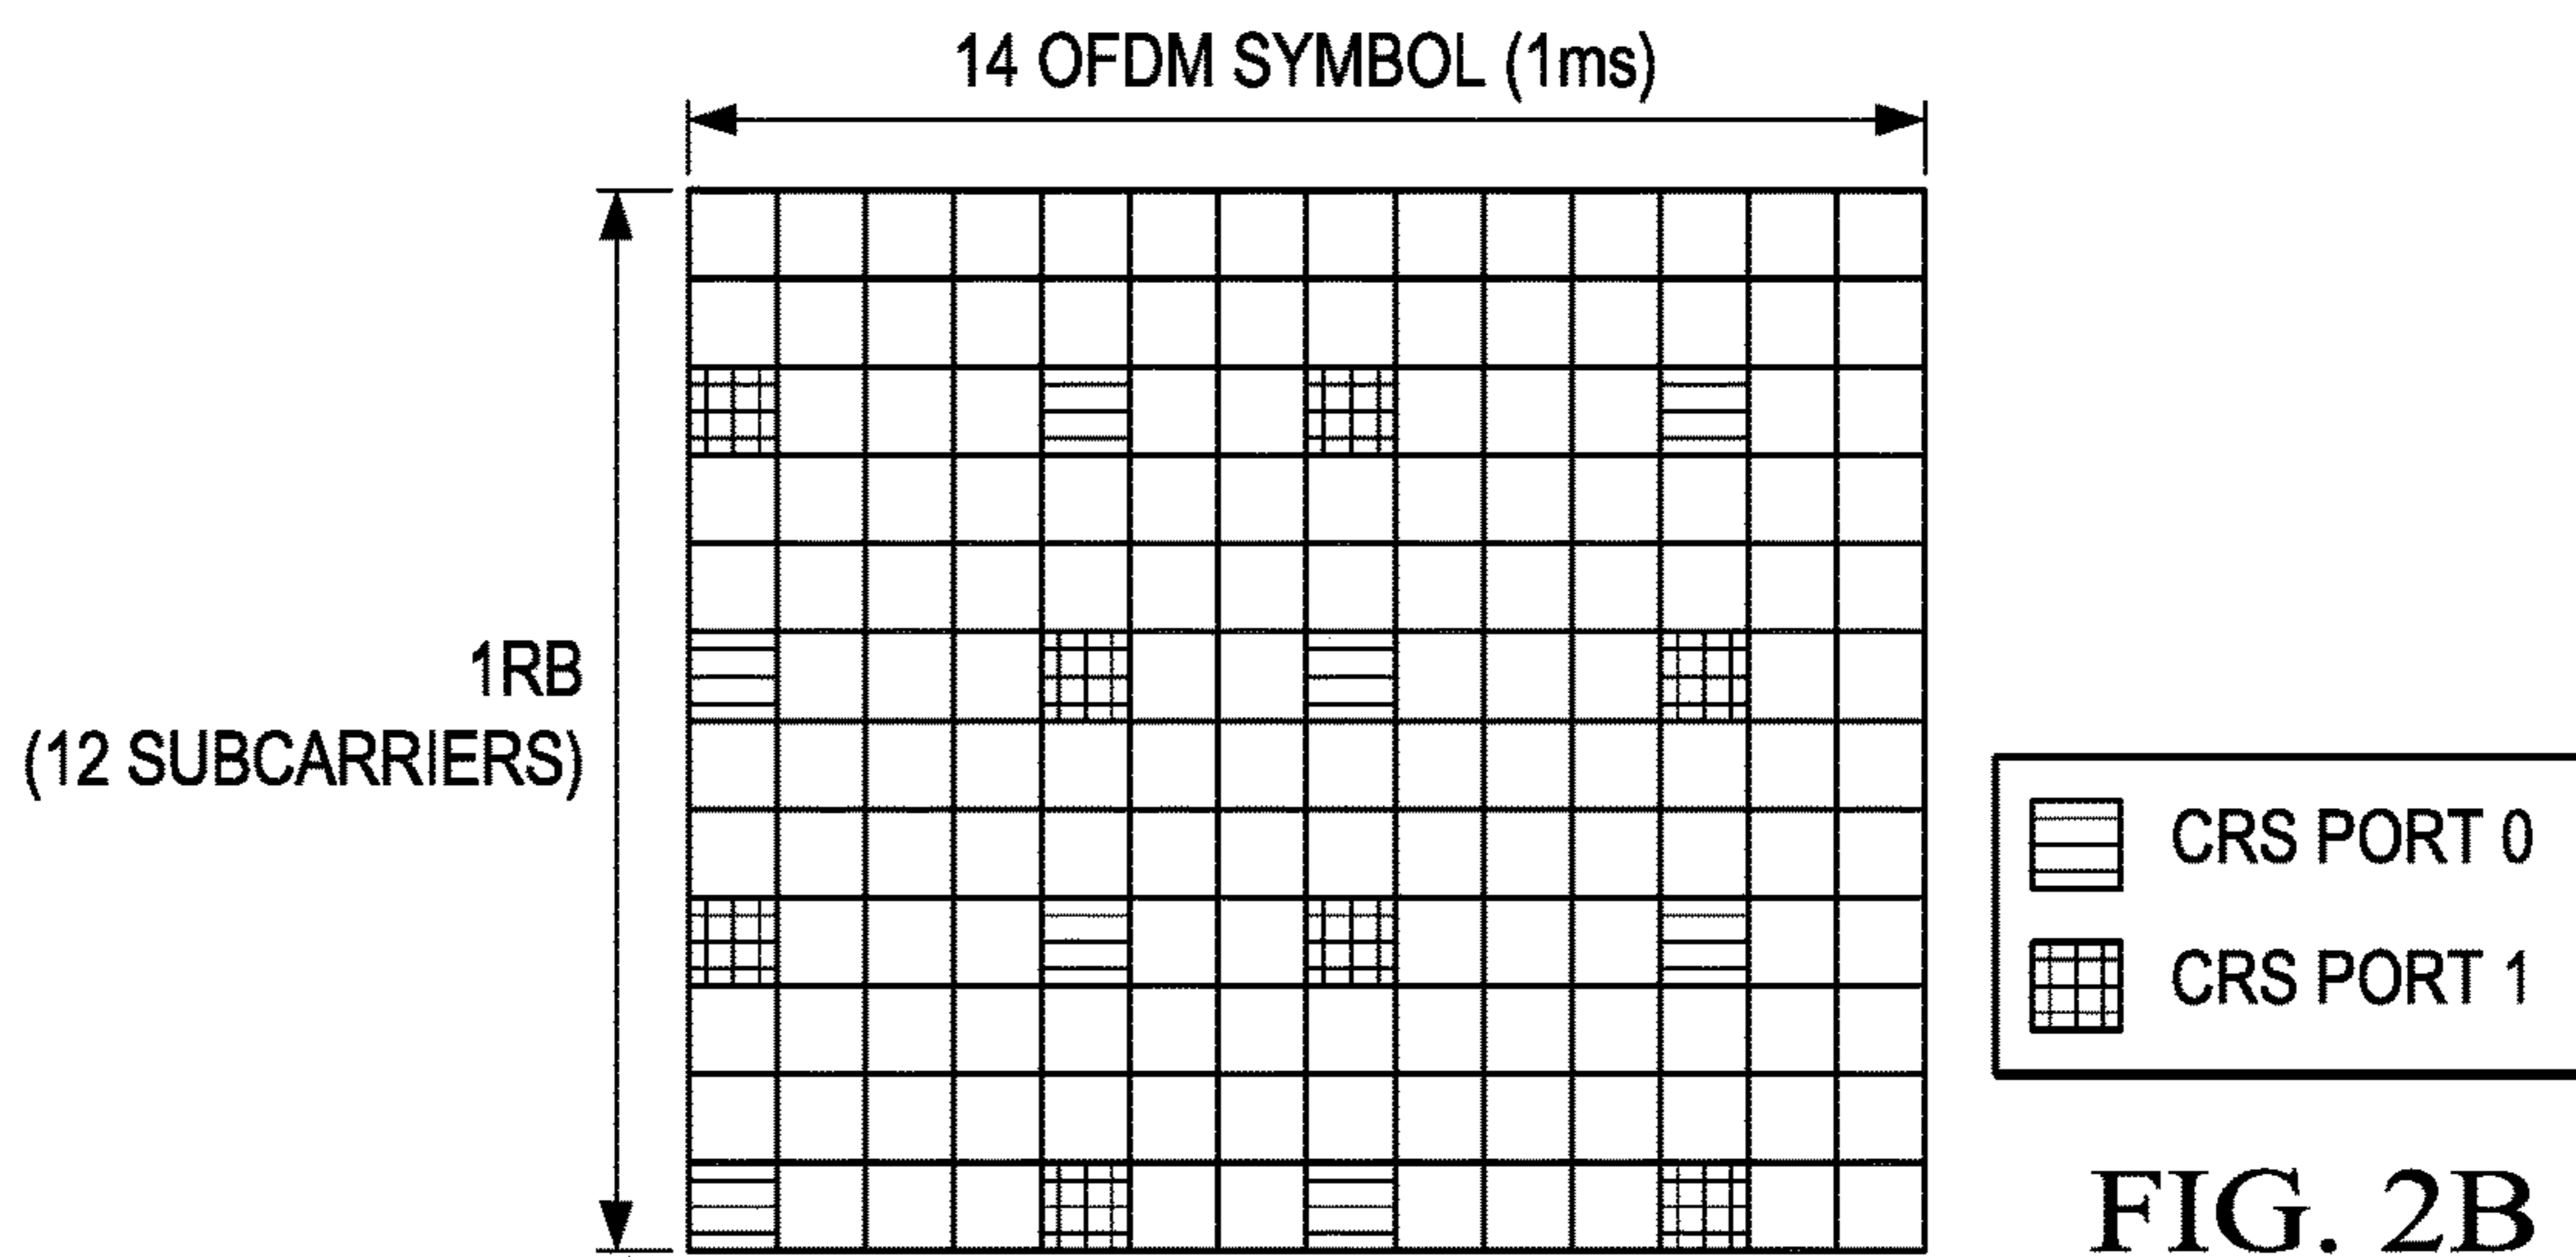 14 OFDM SYMBOL (1ms)
1RB
(12 SUBCARRIERS)
CRS PORT 0
CRS PORT 1
FIG. 2B